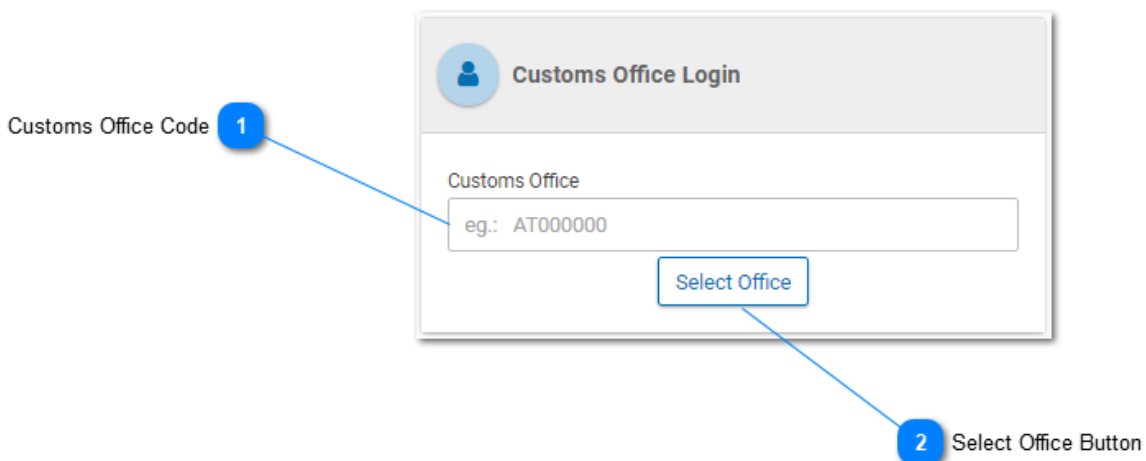 Customs Office Login
Customs Office Code 1
Customs Office
eg.: AT000000
Select Office
2 Select Office Button